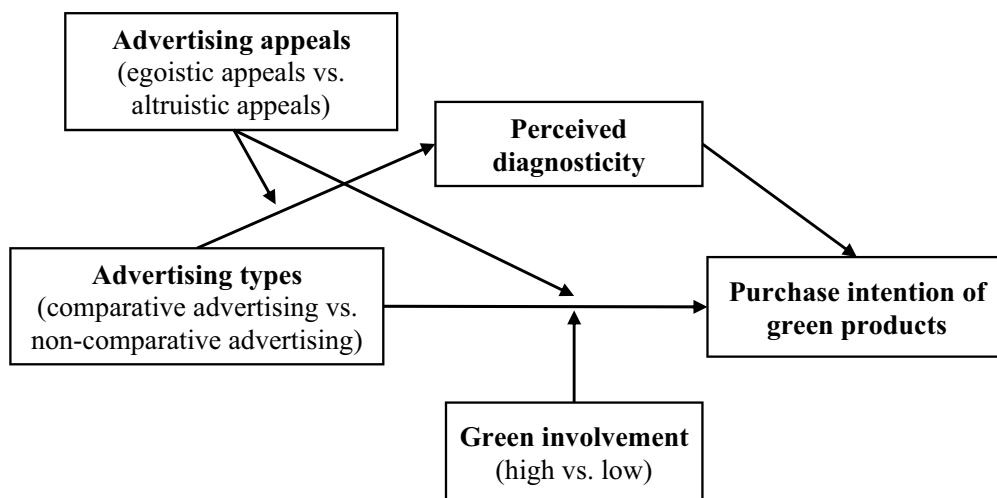 Advertising appeals
(egoistic appeals vs.
altruistic appeals)
Perceived
diagnosticity
Advertising types
(comparative advertising vs.
non-comparative advertising)
Purchase intention of
green products
Green involvement
(high vs. low)